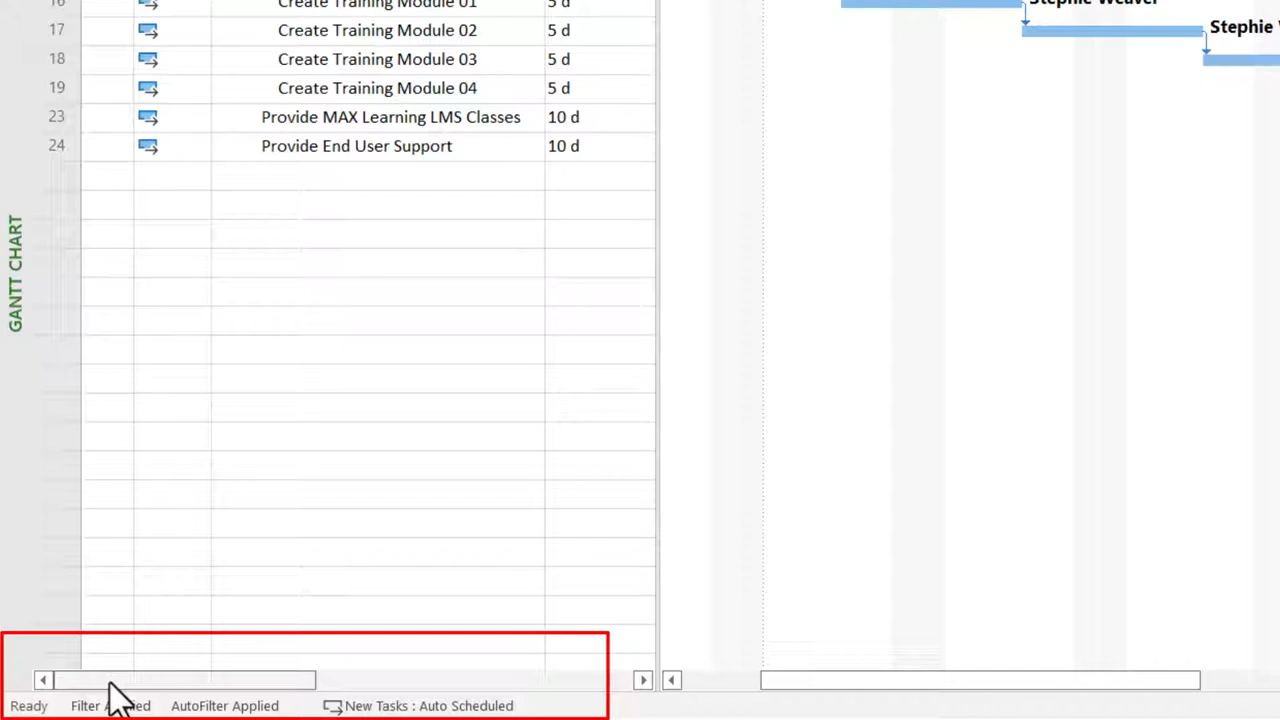 16 Create Training Module 01 5 d
Stephie Weaver
17 Create Training Module 02 5 d
Stephie
18 Create Training Module 03 5 d
19 Create Training Module 04 5 d
23 Provide MAX Learning LMS Classes 10 d
24 Provide End User Support 10 d
GANTT CHART
Ready Filter Applied AutoFilter Applied New Tasks : Auto Scheduled